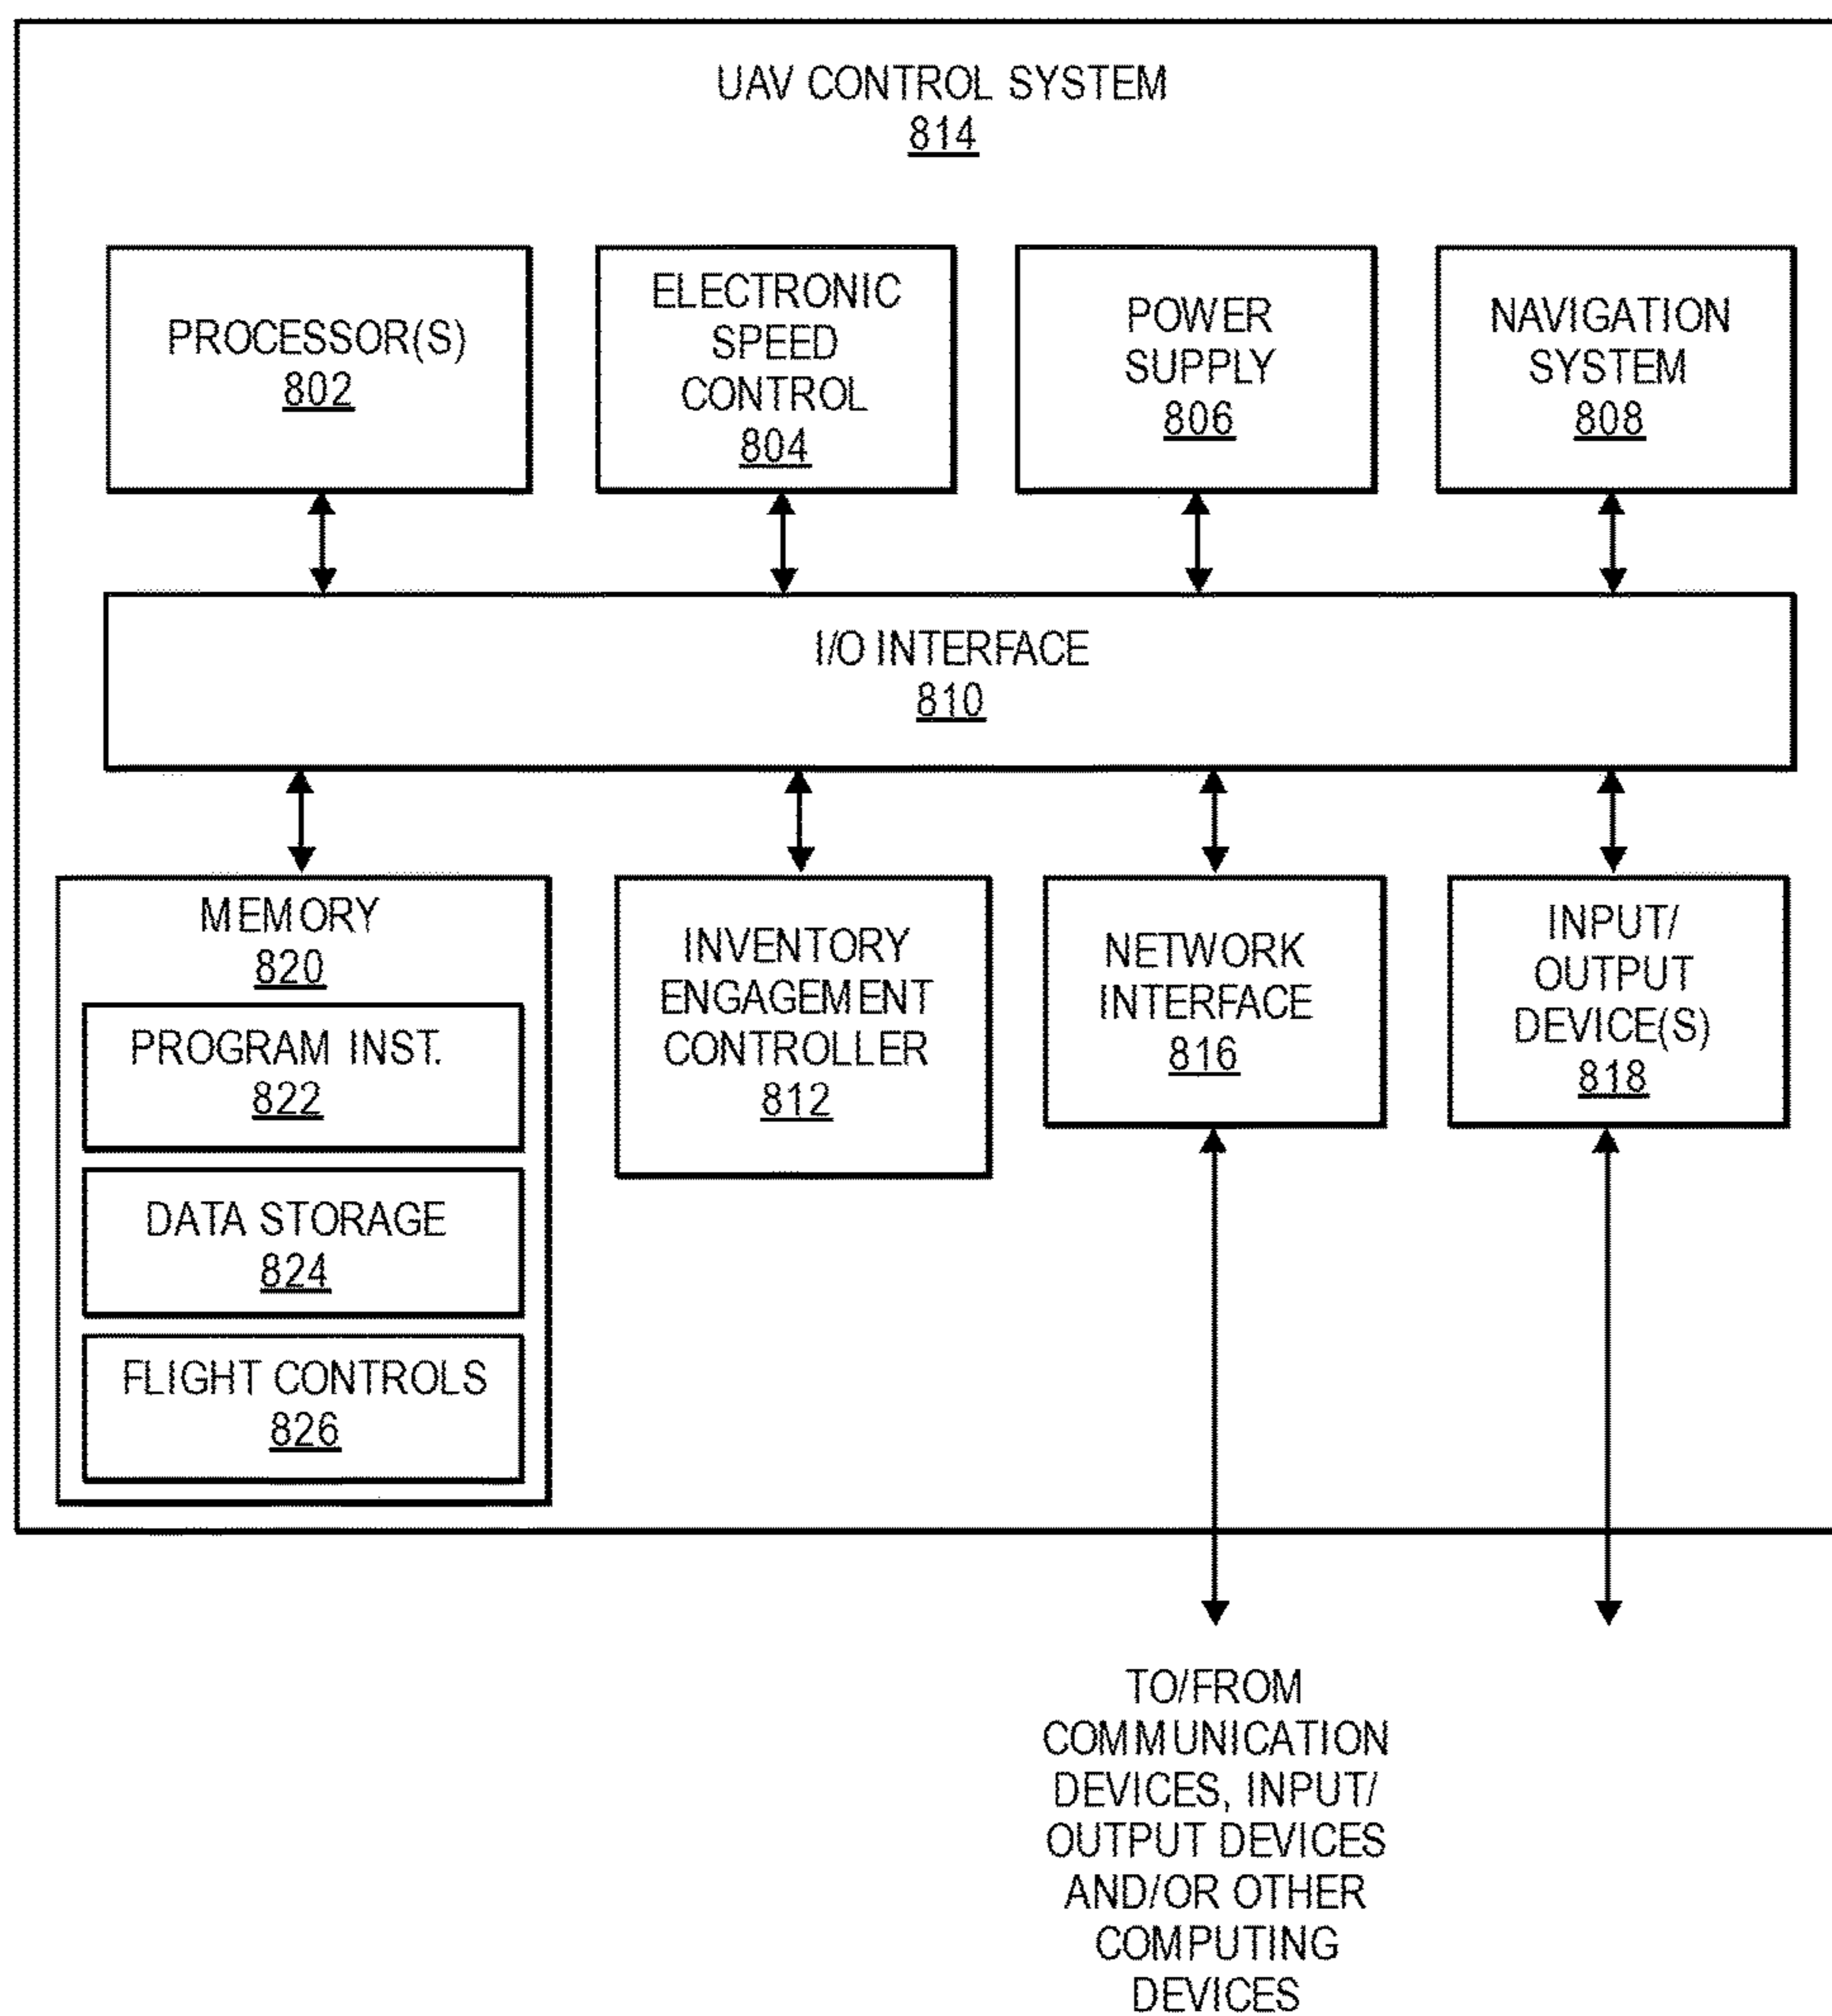 UAV CONTROL SYSTEM
814
PROCESSOR(S)
802
ELECTRONIC
SPEED
CONTROL
804
POWER
SUPPLY
806
NAVIGATION
SYSTEM
808
I/O INTERFACE
810
MEMORY
820
PROGRAM INST.
822
DATA STORAGE
824
FLIGHT CONTROLS
826
INVENTORY
ENGAGEMENT
CONTROLLER
812
NETWORK
INTERFACE
816
INPUT/
OUTPUT
DEVICE(S)
818
TO/FROM
COMMUNICATION
DEVICES, INPUT/
OUTPUT DEVICES
AND/OR OTHER
COMPUTING
DEVICES